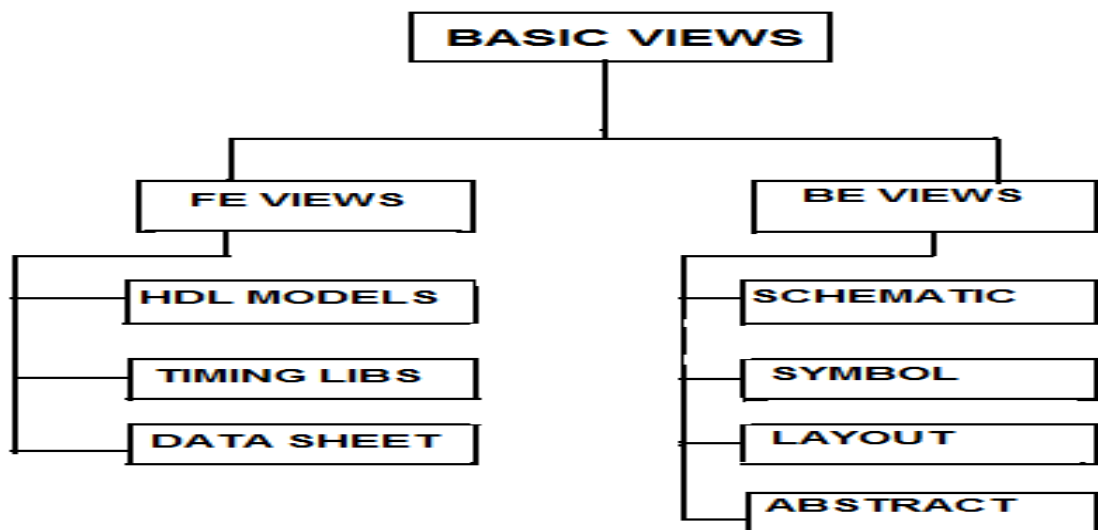 BASIC VIEWS
FE VIEWS
HDL MODELS
TIMING LIBS
DATA SHEET
BE VIEWS
SCHEMATIC
SYMBOL
LAYOUT
ABSTRACT